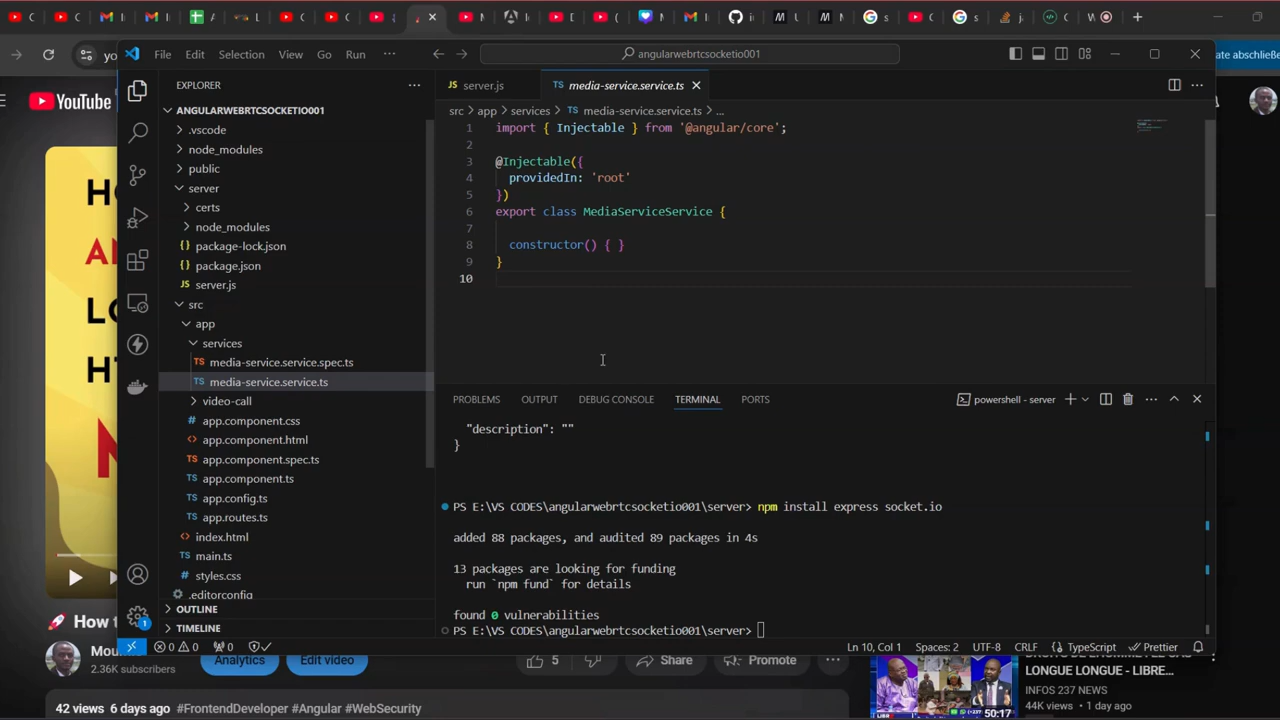 File Edit Selection View Go Run ...
angularwebrtcsocketio001
YouTube
EXPLORER
ANGULARWEBRTCSOCKETIO001
.vscode
node_modules
public
server
certs
node_modules
package-lock.json
package.json
server.js
src
app
services
media-service.service.spec.ts
media-service.service.ts
video-call
app.component.css
app.component.html
app.component.spec.ts
app.component.ts
app.config.ts
app.routes.ts
index.html
main.ts
styles.css
.editorconfig
OUTLINE
TIMELINE
JS server.js
TS media-service.service.ts
src > app > services > TS media-service.service.ts > ...
1 import { Injectable } from '@angular/core';
2
3 @Injectable({
4 providedIn: 'root'
5 })
6 export class MediaServiceService {
7
8 constructor() { }
9 }
10
PROBLEMS OUTPUT DEBUG CONSOLE TERMINAL PORTS
powershell - server
"description": ""
}
PS E:\VS CODES\angularwebrtcsocketio001\server> npm install express socket.io
added 88 packages, and audited 89 packages in 4s
13 packages are looking for funding
run `npm fund` for details
found 0 vulnerabilities
PS E:\VS CODES\angularwebrtcsocketio001\server>
0 0 0 Ln 10, Col 1 Spaces: 2 UTF-8 CRLF TypeScript Prettier
How t
2.36K subscribers
Analytics Edit video 5 Share Promote
42 views 6 days ago #FrontendDeveloper #Angular #WebSecurity
LONGUE LONGUE - LIBRE...
INFOS 237 NEWS
44K views • 1 day ago
50:17